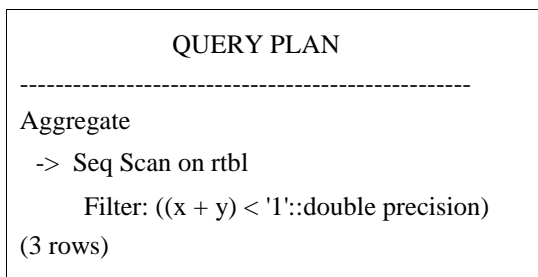 QUERY PLAN
---------------------------------------------------
Aggregate
-> Seq Scan on rtbl
Filter: ((x + y) < '1'::double precision)
(3 rows)